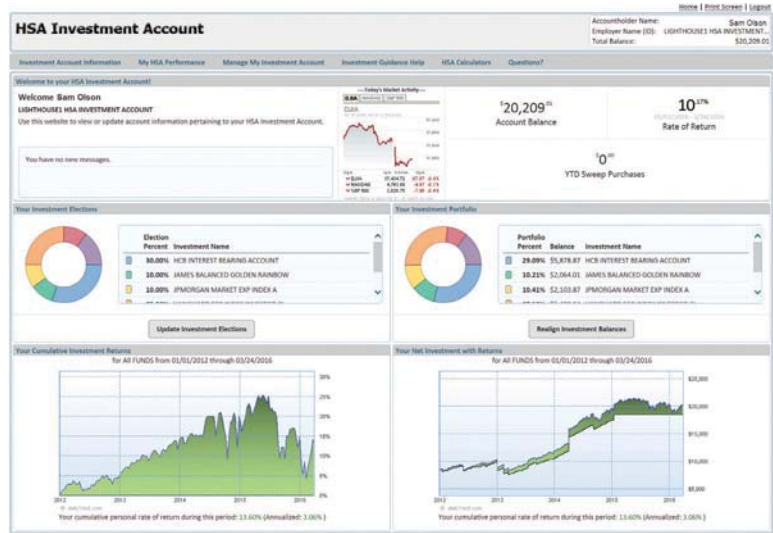 Home | Print Screen | Logout
HSA Investment Account
Accountholder Name: Sam Olson
Employer Name (ID): LIGHTHOUSE1 HSA INVESTMENT...
Total Balance: $20,209.01
Investment Account Information My HSA Performance Manage My Investment Account Investment Guidance Help HSA Calculators Questions?
Welcome to your HSA Investment Account!
Welcome Sam Olson
LIGHTHOUSE1 HSA INVESTMENT ACCOUNT
Use this website to view or update account information pertaining to your HSA Investment Account.
You have no new messages.
Today's Market Activity
DJIA NASDAQ S&P 500
DJIA
NASDAQ
S&P 500
$20,209.01
Account Balance
10.17%
Rate of Return
$0.00
YTD Sweep Purchases
Your Investment Elections
Election
Percent Investment Name
30.00% HCB INTEREST BEARING ACCOUNT
10.00% JAMES BALANCED GOLDEN RAINBOW
10.00% JPMORGAN MARKET EXP INDEX A
Update Investment Elections
Your Investment Portfolio
Portfolio
Percent Balance Investment Name
29.09% $5,878.87 HCB INTEREST BEARING ACCOUNT
10.21% $2,064.01 JAMES BALANCED GOLDEN RAINBOW
10.41% $2,103.87 JPMORGAN MARKET EXP INDEX A
Realign Investment Balances
Your Cumulative Investment Returns
for All FUNDS from 01/01/2012 through 03/24/2016
30%
25%
20%
15%
10%
5%
0%
2012 2013 2014 2015 2016
Your cumulative personal rate of return during this period: 13.60% (Annualized: 3.06% )
Your Net Investment with Returns
for All FUNDS from 01/01/2012 through 03/24/2016
$25,000
$20,000
$15,000
$10,000
$5,000
2012 2013 2014 2015 2016
Your cumulative personal rate of return during this period: 13.60% (Annualized: 3.06% )